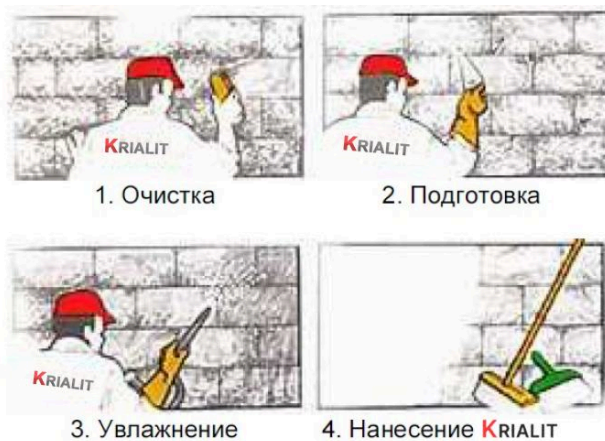 KRIALIT
KRIALIT
1. Очистка
2. Подготовка
KRIALIT
3. Увлажнение
4. Нанесение KRIALIT